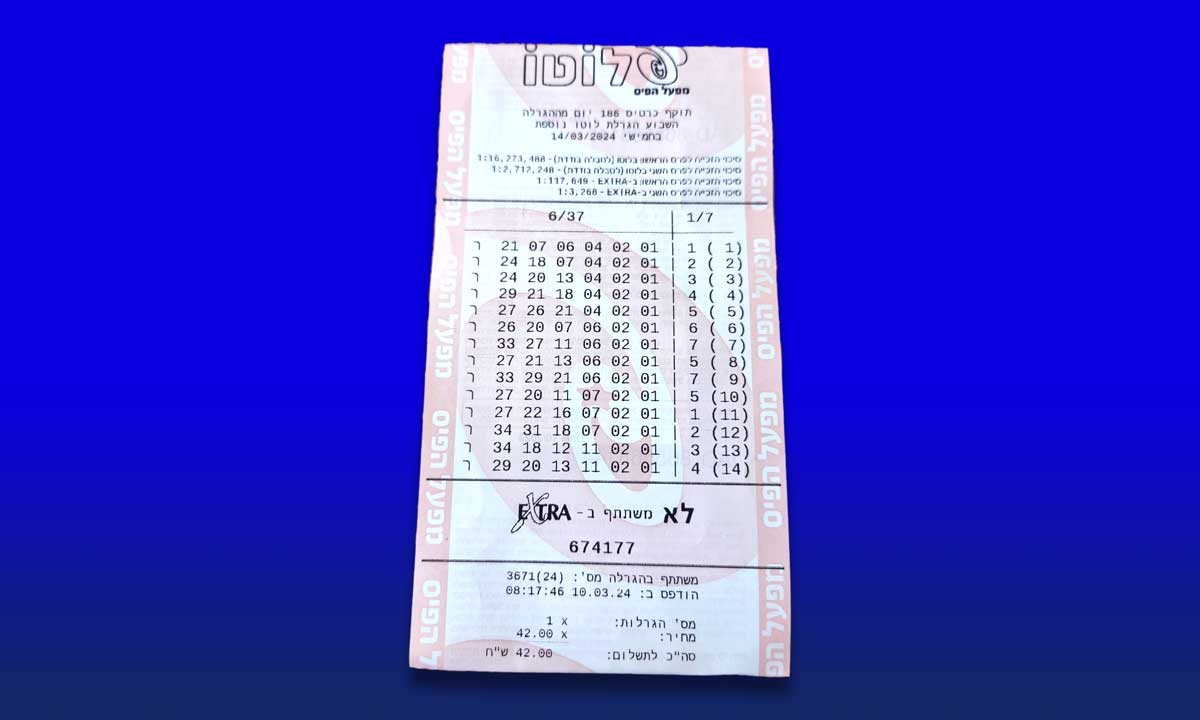 לוטו
מפעל הפיס
תוקף כרטיס 186 יום מההגרלה
השבוע הגרלת לוטו נוספת
בחמישי 14/03/2024
סיכוי הזכייה לפרס הראשון בלוטו (לטבלה בודדת) - 1:16,273,488
סיכוי הזכייה לפרס השני בלוטו (לטבלה בודדת) - 1:2,712,248
סיכוי הזכייה לפרס הראשון ב-EXTRA - 1:117,649
סיכוי הזכייה לפרס השני ב-EXTRA - 1:3,268
6/37 | 1/7
ר 21 07 06 04 02 01 | 1 ( 1)
ר 24 18 07 04 02 01 | 2 ( 2)
ר 24 20 13 04 02 01 | 3 ( 3)
ר 29 21 18 04 02 01 | 4 ( 4)
ר 27 26 21 04 02 01 | 5 ( 5)
ר 26 20 07 06 02 01 | 6 ( 6)
ר 33 27 11 06 02 01 | 7 ( 7)
ר 27 21 13 06 02 01 | 5 ( 8)
ר 33 29 21 06 02 01 | 7 ( 9)
ר 27 20 11 07 02 01 | 5 (10)
ר 27 22 16 07 02 01 | 1 (11)
ר 34 31 18 07 02 01 | 2 (12)
ר 34 18 12 11 02 01 | 3 (13)
ר 29 20 13 11 02 01 | 4 (14)
לא משתתף ב - EXTRA
674177
משתתף בהגרלה מס': 3671(24)
הודפס ב: 10.03.24 08:17:46
מס' הגרלות: x 1
מחיר: x 42.00
סה"כ לתשלום: 42.00 ש"ח
מפעל הפיס
מפעל הפיס
מפעל הפיס
מפעל הפיס